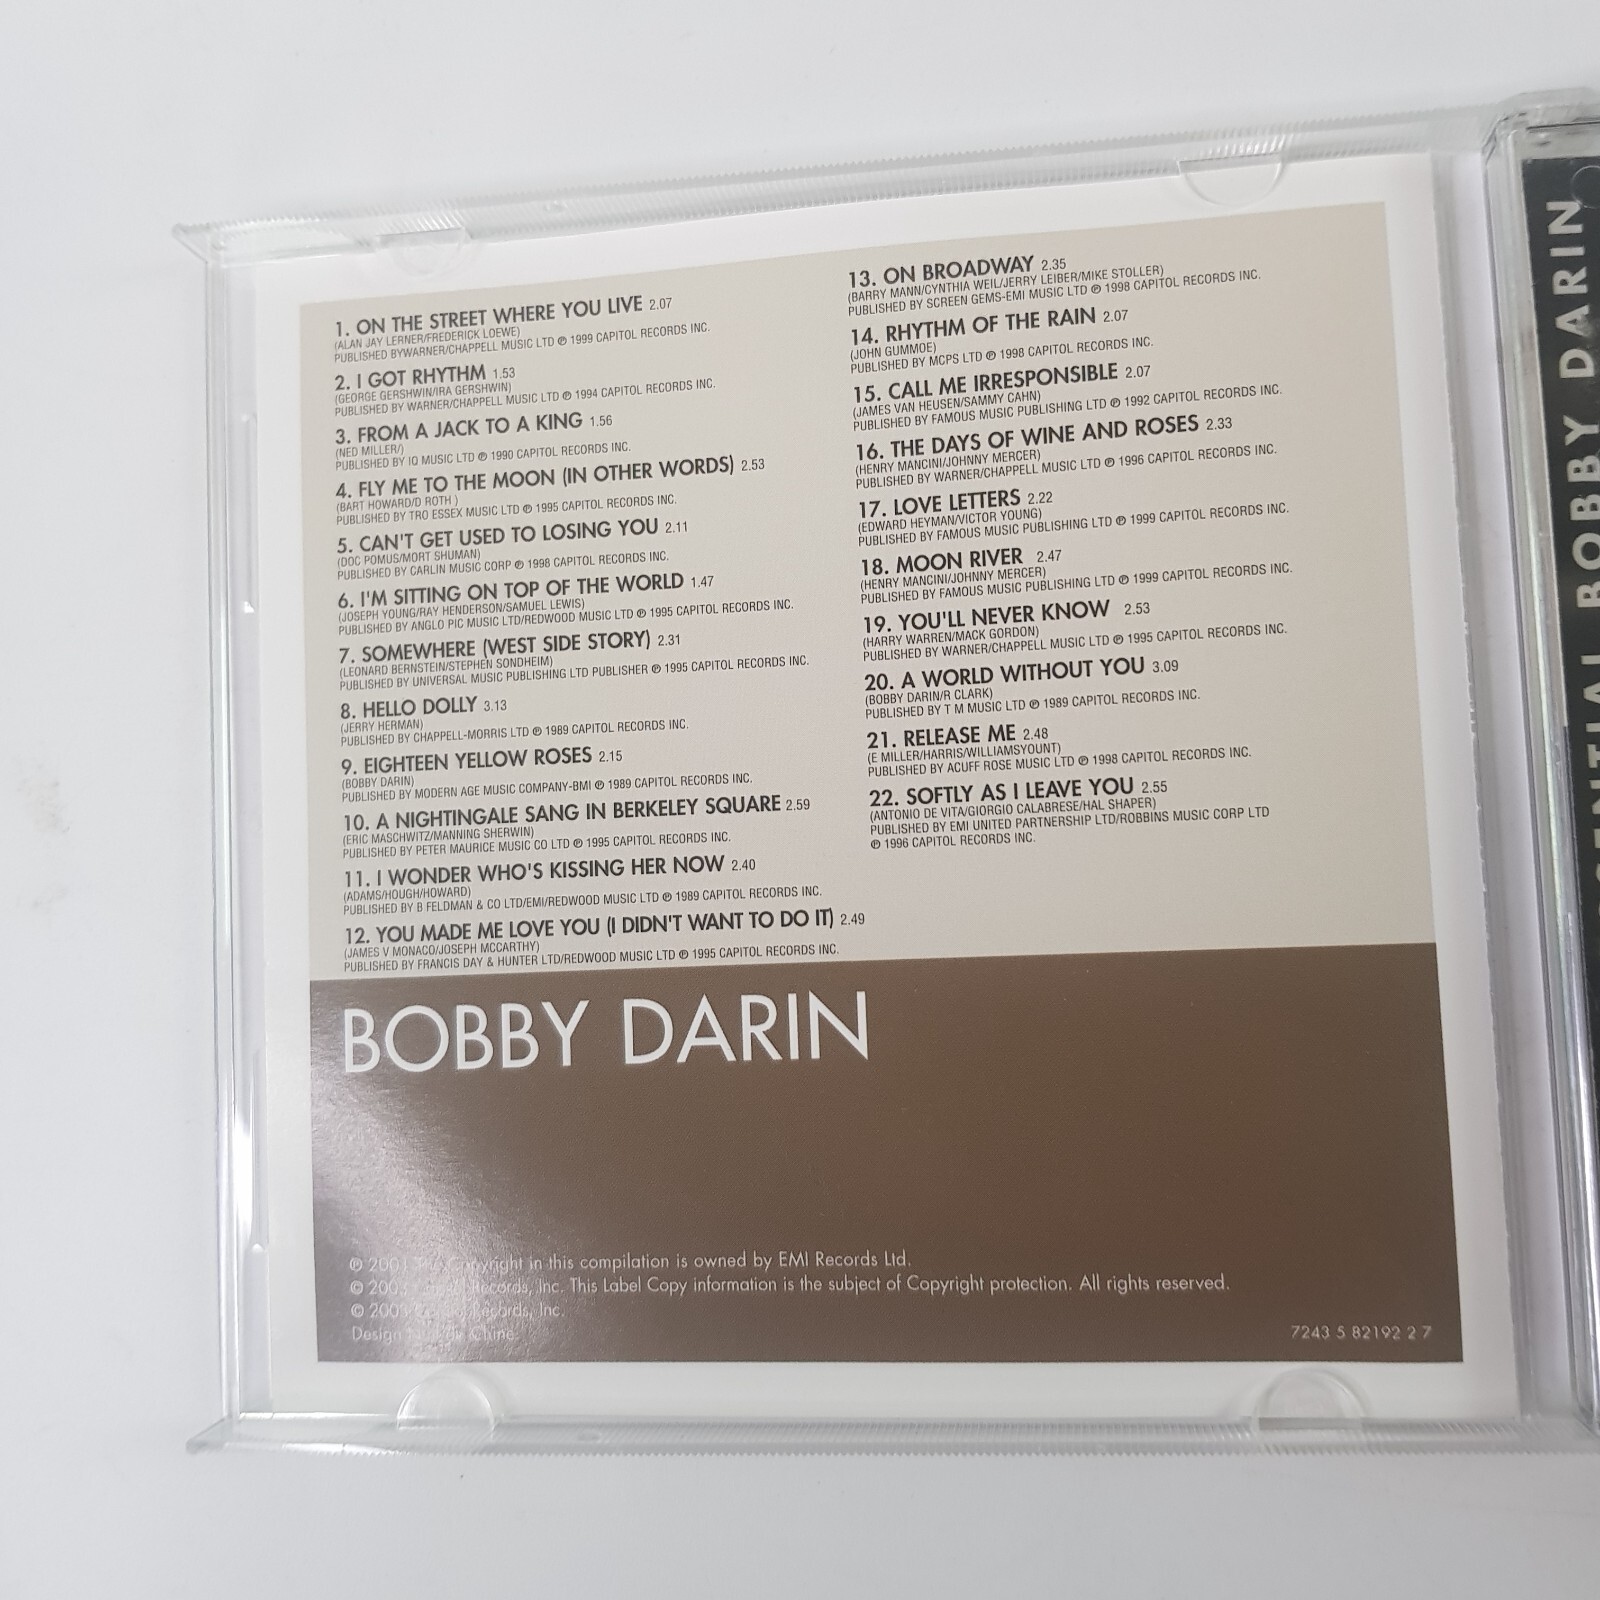 1. ON THE STREET WHERE YOU LIVE 2.07
(ALAN JAY LERNER/FREDERICK LOEWE)
PUBLISHED BYWARNER/CHAPPELL MUSIC LTD ℗ 1999 CAPITOL RECORDS INC.
2. I GOT RHYTHM 1.53
(GEORGE GERSHWIN/IRA GERSHWIN)
PUBLISHED BY WARNER/CHAPPELL MUSIC LTD ℗ 1994 CAPITOL RECORDS INC.
3. FROM A JACK TO A KING 1.56
(NED MILLER/)
PUBLISHED BY IQ MUSIC LTD ℗ 1990 CAPITOL RECORDS INC.
4. FLY ME TO THE MOON (IN OTHER WORDS) 2.53
(BART HOWARD/D ROTH )
PUBLISHED BY TRO ESSEX MUSIC LTD ℗ 1995 CAPITOL RECORDS INC.
5. CAN'T GET USED TO LOSING YOU 2.11
(DOC POMUS/MORT SHUMAN)
PUBLISHED BY CARLIN MUSIC CORP ℗ 1998 CAPITOL RECORDS INC.
6. I'M SITTING ON TOP OF THE WORLD 1.47
(JOSEPH YOUNG/RAY HENDERSON/SAMUEL LEWIS)
PUBLISHED BY ANGLO PIC MUSIC LTD/REDWOOD MUSIC LTD ℗ 1995 CAPITOL RECORDS INC.
7. SOMEWHERE (WEST SIDE STORY) 2.31
(LEONARD BERNSTEIN/STEPHEN SONDHEIM)
PUBLISHED BY UNIVERSAL MUSIC PUBLISHING LTD PUBLISHER ℗ 1995 CAPITOL RECORDS INC.
8. HELLO DOLLY 3.13
(JERRY HERMAN)
PUBLISHED BY CHAPPELL-MORRIS LTD ℗ 1989 CAPITOL RECORDS INC.
9. EIGHTEEN YELLOW ROSES 2.15
(BOBBY DARIN)
PUBLISHED BY MODERN AGE MUSIC COMPANY-BMI ℗ 1989 CAPITOL RECORDS INC.
10. A NIGHTINGALE SANG IN BERKELEY SQUARE 2.59
(ERIC MASCHWITZ/MANNING SHERWIN)
PUBLISHED BY PETER MAURICE MUSIC CO LTD ℗ 1995 CAPITOL RECORDS INC.
11. I WONDER WHO'S KISSING HER NOW 2.40
(ADAMS/HOUGH/HOWARD)
PUBLISHED BY B FELDMAN & CO LTD/EMI/REDWOOD MUSIC LTD ℗ 1989 CAPITOL RECORDS INC.
12. YOU MADE ME LOVE YOU (I DIDN'T WANT TO DO IT) 2.49
(JAMES V MONACO/JOSEPH MCCARTHY)
PUBLISHED BY FRANCIS DAY & HUNTER LTD/REDWOOD MUSIC LTD ℗ 1995 CAPITOL RECORDS INC.
13. ON BROADWAY 2.35
(BARRY MANN/CYNTHIA WEIL/JERRY LEIBER/MIKE STOLLER)
PUBLISHED BY SCREEN GEMS-EMI MUSIC LTD ℗ 1998 CAPITOL RECORDS INC.
14. RHYTHM OF THE RAIN 2.07
(JOHN GUMMOE)
PUBLISHED BY MCPS LTD ℗ 1998 CAPITOL RECORDS INC.
15. CALL ME IRRESPONSIBLE 2.07
(JAMES VAN HEUSEN/SAMMY CAHN)
PUBLISHED BY FAMOUS MUSIC PUBLISHING LTD ℗ 1992 CAPITOL RECORDS INC.
16. THE DAYS OF WINE AND ROSES 2.33
(HENRY MANCINI/JOHNNY MERCER)
PUBLISHED BY WARNER/CHAPPELL MUSIC LTD ℗ 1996 CAPITOL RECORDS INC.
17. LOVE LETTERS 2.22
(EDWARD HEYMAN/VICTOR YOUNG)
PUBLISHED BY FAMOUS MUSIC PUBLISHING LTD ℗ 1999 CAPITOL RECORDS INC.
18. MOON RIVER 2.47
(HENRY MANCINI/JOHNNY MERCER)
PUBLISHED BY FAMOUS MUSIC PUBLISHING LTD ℗ 1999 CAPITOL RECORDS INC.
19. YOU'LL NEVER KNOW 2.53
(HARRY WARREN/MACK GORDON)
PUBLISHED BY WARNER/CHAPPELL MUSIC LTD ℗ 1995 CAPITOL RECORDS INC.
20. A WORLD WITHOUT YOU 3.09
(BOBBY DARIN/R CLARK)
PUBLISHED BY T M MUSIC LTD ℗ 1989 CAPITOL RECORDS INC.
21. RELEASE ME 2.48
(E MILLER/HARRIS/WILLIAMSYOUNT)
PUBLISHED BY ACUFF ROSE MUSIC LTD ℗ 1998 CAPITOL RECORDS INC.
22. SOFTLY AS I LEAVE YOU 2.55
(ANTONIO DE VITA/GIORGIO CALABRESE/HAL SHAPER)
PUBLISHED BY EMI UNITED PARTNERSHIP LTD/ROBBINS MUSIC CORP LTD
℗ 1996 CAPITOL RECORDS INC.
BOBBY DARIN
℗ Copyright in this compilation is owned by EMI Records Ltd.
© Records, Inc. This Label Copy information is the subject of Copyright protection. All rights reserved.
© Records, Inc.
Design
7243 5 82192 2 7
BOBBY DARIN